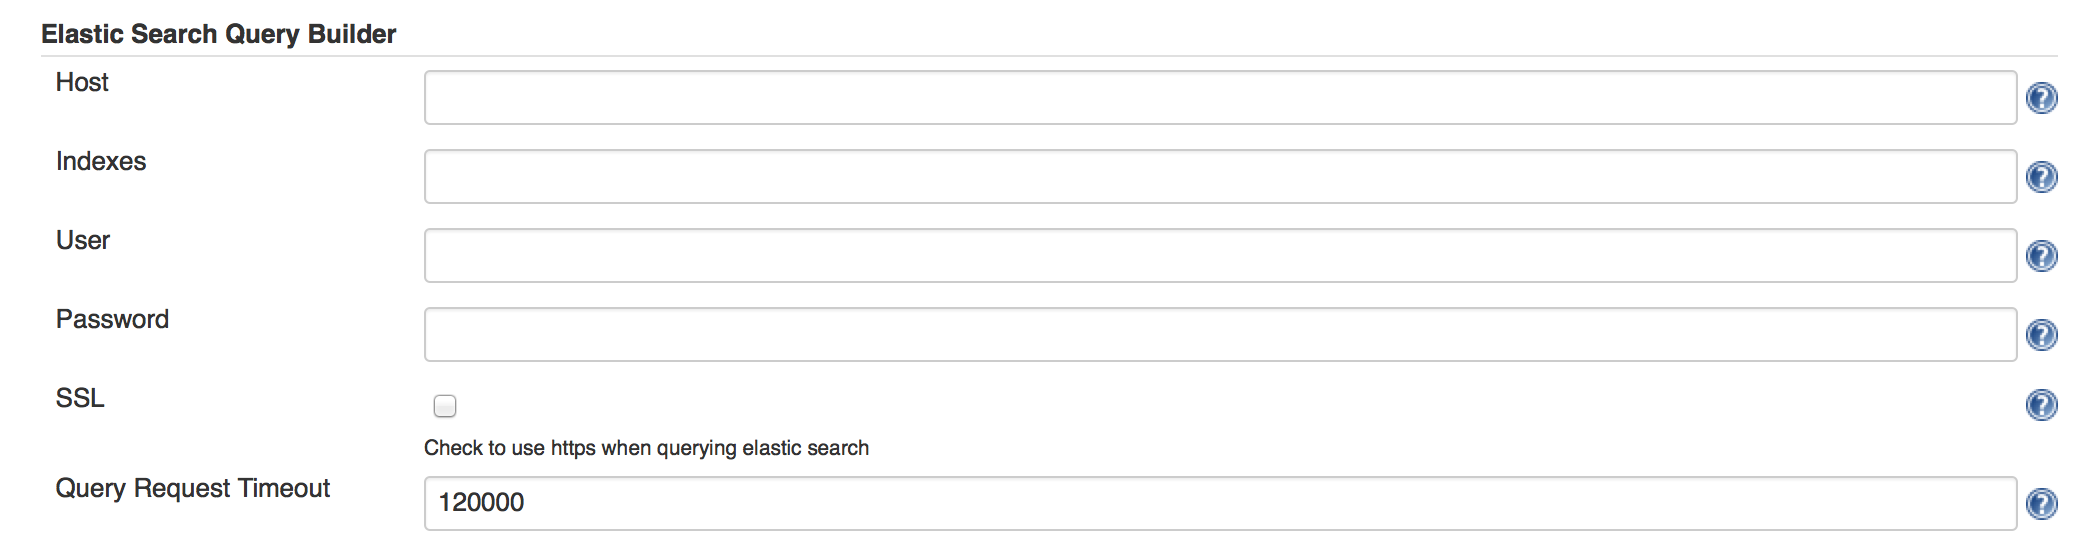 Elastic Search Query Builder
Host
?
Indexes
?
User
?
Password
?
SSL
?
Check to use https when querying elastic search
Query Request Timeout
120000
?